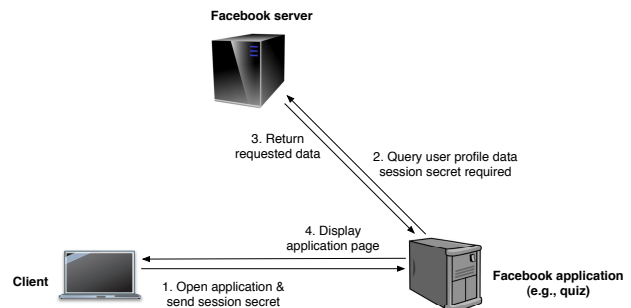 Facebook server
3. Return
requested data
2. Query user profile data
session secret required
4. Display
application page
Client
1. Open application &
send session secret
Facebook application
(e.g., quiz)